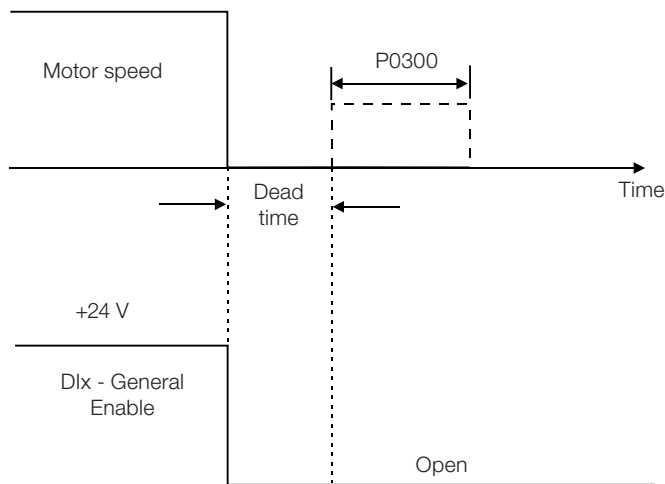 P0300
Motor speed
Time
Dead
time
+24 V
DIx - General
Enable
Open